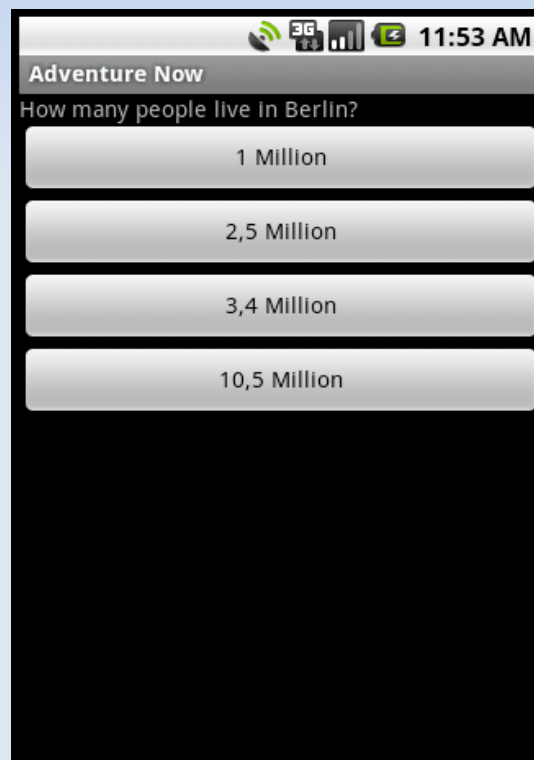 3G 11:53 AM
Adventure Now
How many people live in Berlin?
1 Million
2,5 Million
3,4 Million
10,5 Million